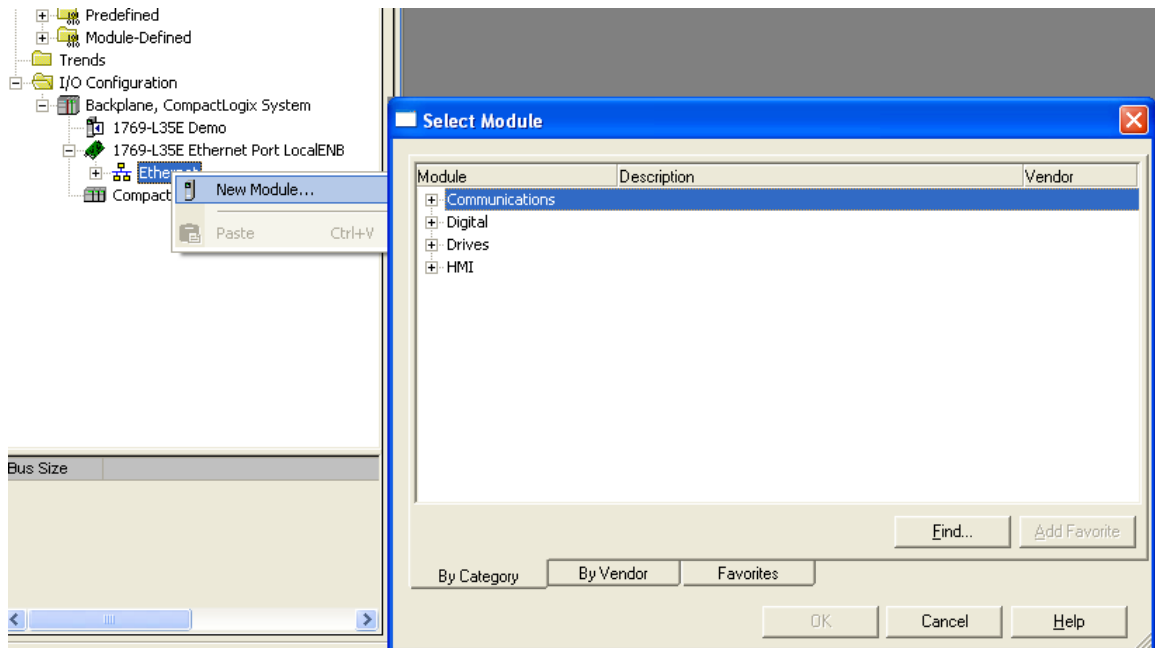 Predefined
Module-Defined
Trends
I/O Configuration
Backplane, CompactLogix System
1769-L35E Demo
1769-L35E Ethernet Port LocalENB
Ethernet
Compact
New Module...
Paste Ctrl+V
Bus Size
Select Module
Module Description Vendor
Communications
Digital
Drives
HMI
Find... Add Favorite
By Category By Vendor Favorites
OK Cancel Help